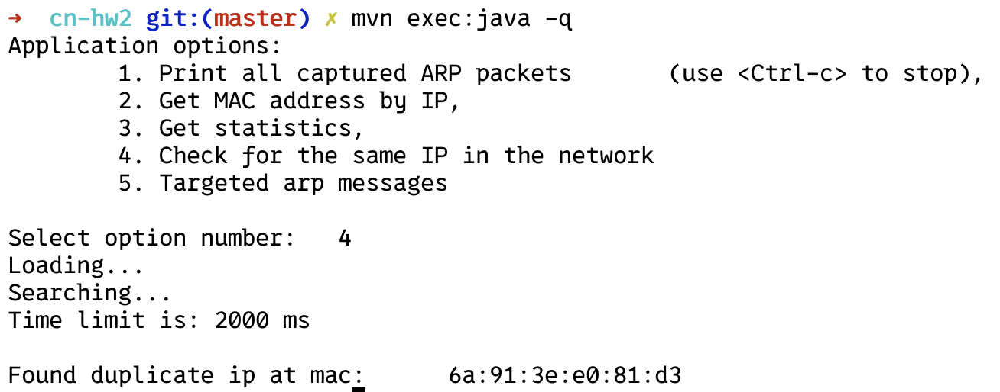 ➜  cn-hw2 git:(master) ✗ mvn exec:java -q
Application options:
        1. Print all captured ARP packets       (use <Ctrl-c> to stop),
        2. Get MAC address by IP,
        3. Get statistics,
        4. Check for the same IP in the network
        5. Targeted arp messages

Select option number:   4
Loading...
Searching...
Time limit is: 2000 ms

Found duplicate ip at mac:      6a:91:3e:e0:81:d3